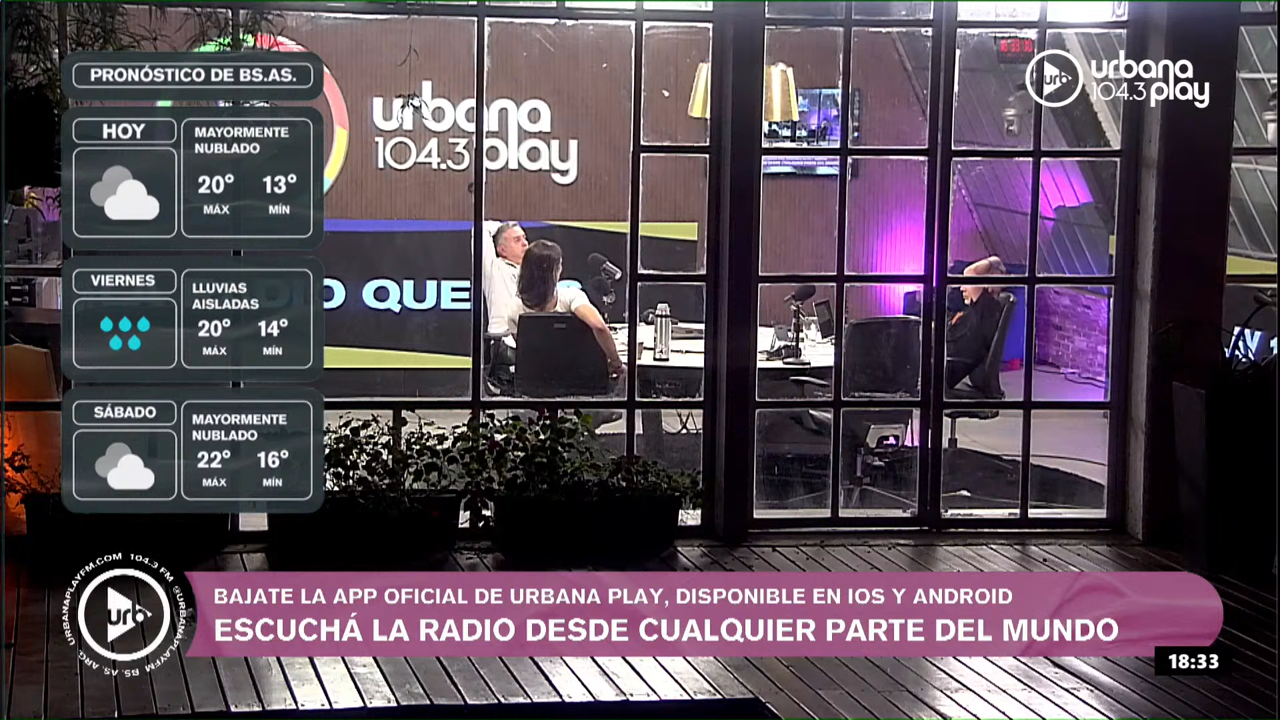 PRONÓSTICO DE BS.AS.
HOY
MAYORMENTE
NUBLADO
20° 13°
MÁX MÍN
VIERNES
LLUVIAS
AISLADAS
20° 14°
MÁX MÍN
SÁBADO
MAYORMENTE
NUBLADO
22° 16°
MÁX MÍN
urbana
104.3 play
O QUE
urb
urbana
104.3 play
URBANAPLAYFM.COM 104.3 FM @URBANAPLAYFM BS.AS. ARG.
urb
BAJATE LA APP OFICIAL DE URBANA PLAY, DISPONIBLE EN IOS Y ANDROID
ESCUCHÁ LA RADIO DESDE CUALQUIER PARTE DEL MUNDO
18:33